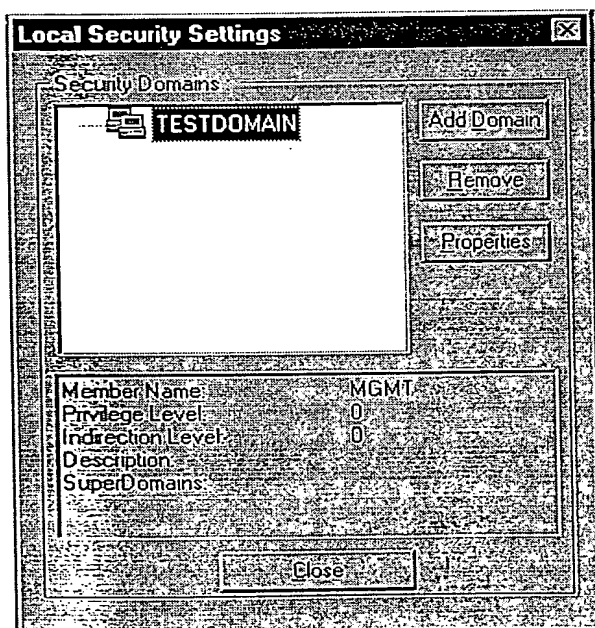 Local Security Settings
Security Domains
TESTDOMAIN
Add Domain
Remove
Properties
Member Name: MGMT
Privilege Level: 0
Indirection Level: 0
Description:
SuperDomains:
Close